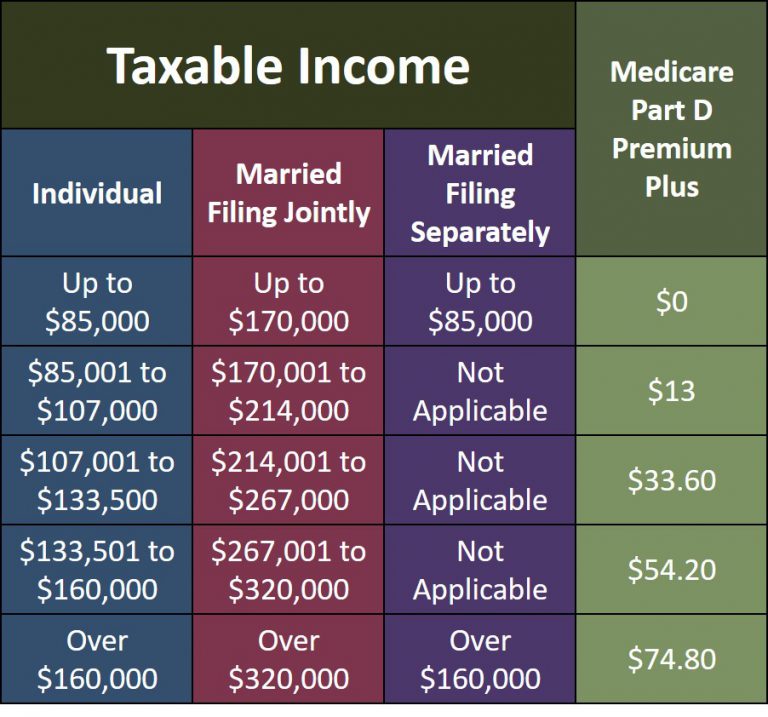 Taxable Income
Medicare
Part D
Premium
Plus
Individual
Married
Filing Jointly
Married
Filing
Separately
Up to
$85,000
Up to
$170,000
Up to
$85,000
$0
$85,001 to
$107,000
$170,001 to
$214,000
Not
Applicable
$13
$107,001 to
$133,500
$214,001 to
$267,000
Not
Applicable
$33.60
$133,501 to
$160,000
$267,001 to
$320,000
Not
Applicable
$54.20
Over
$160,000
Over
$320,000
Over
$160,000
$74.80